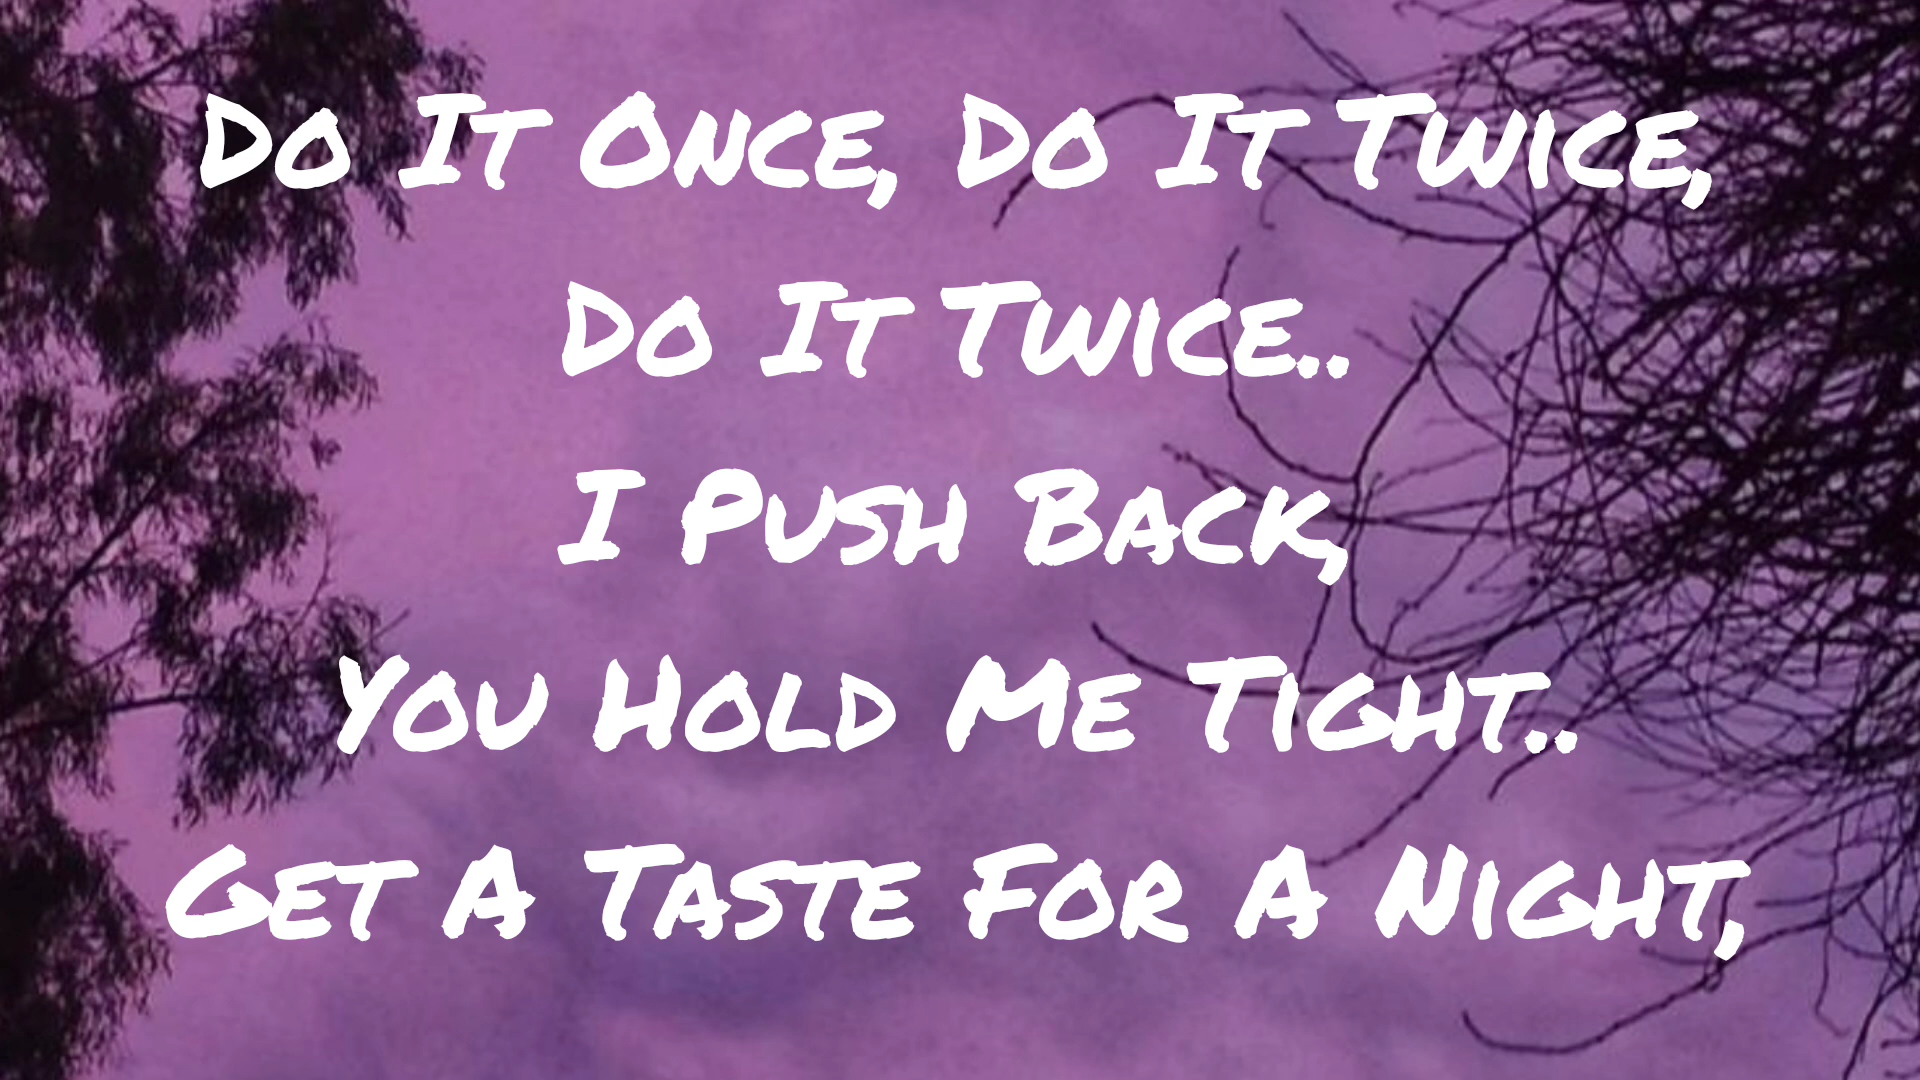 Do It Once, Do It Twice,
Do It Twice..
I Push Back,
You Hold Me Tight..
Get A Taste For A Night,